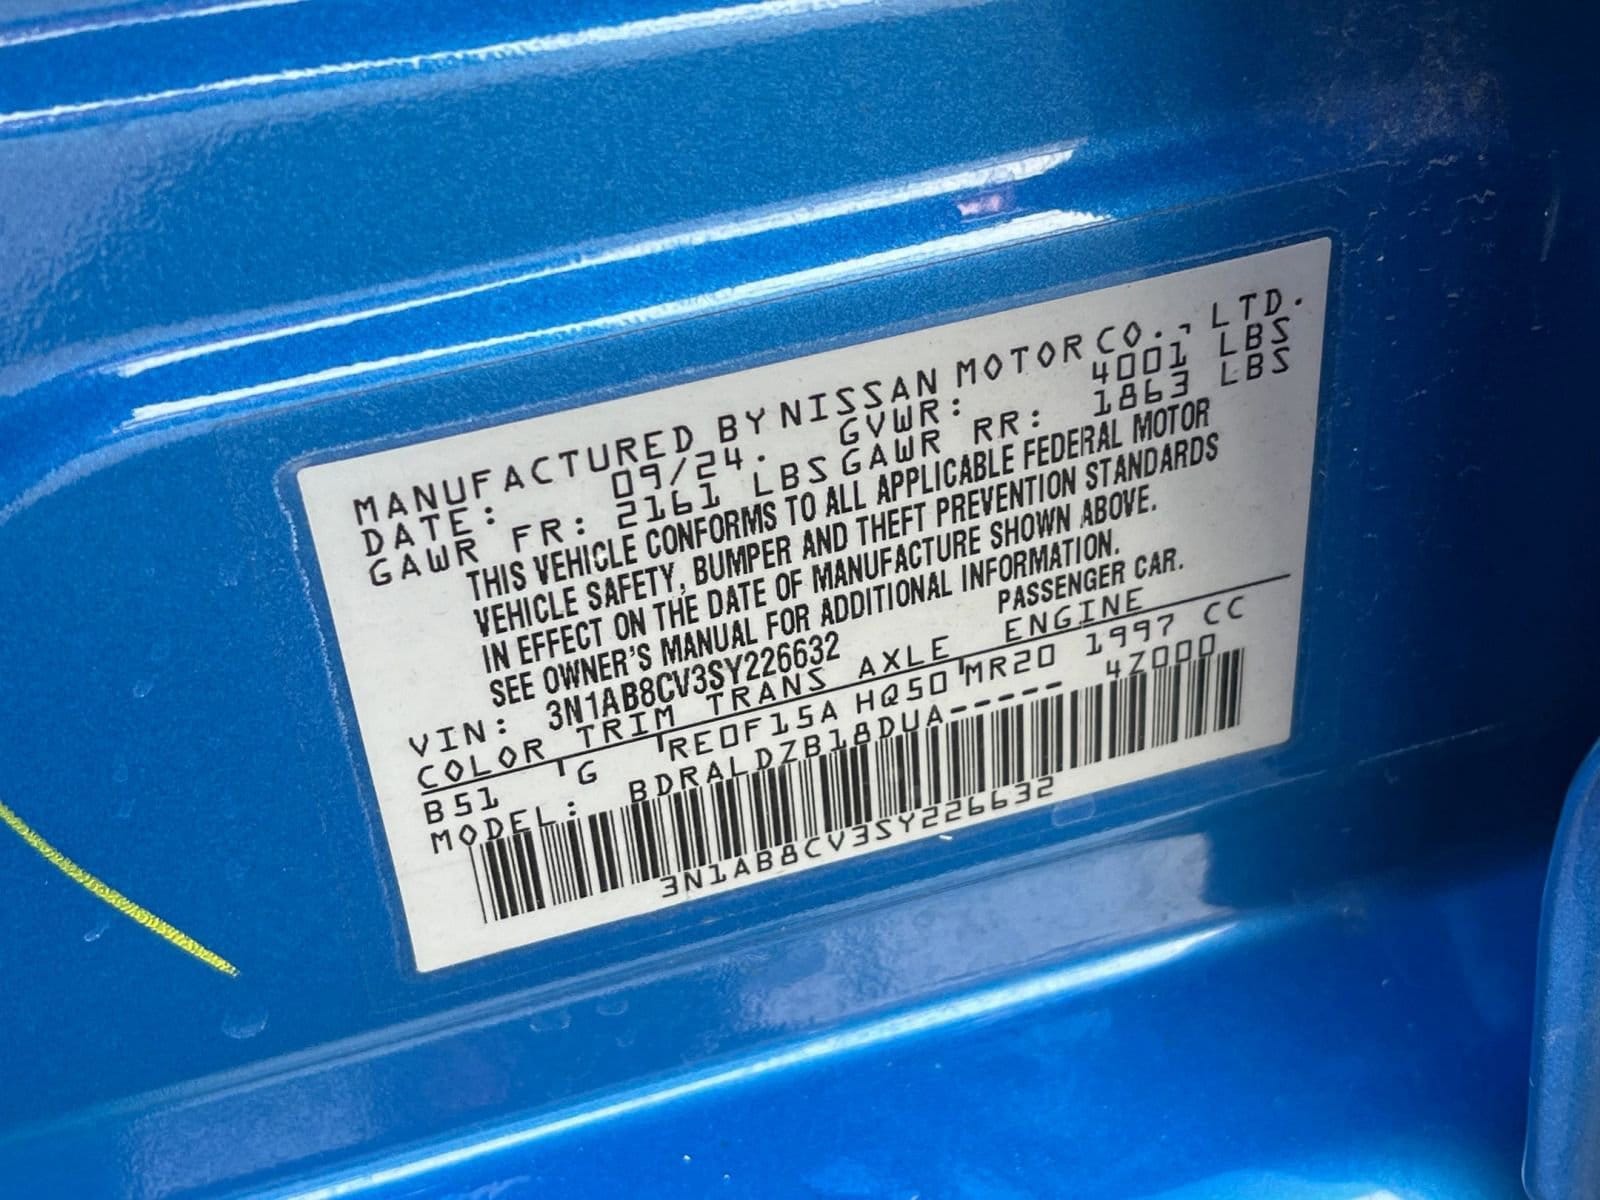 MANUFACTURED BY NISSAN MOTOR CO., LTD.
DATE: 09/24. GVWR: 4001 LBS
GAWR FR: 2161 LBS GAWR RR: 1863 LBS
THIS VEHICLE CONFORMS TO ALL APPLICABLE FEDERAL MOTOR
VEHICLE SAFETY, BUMPER AND THEFT PREVENTION STANDARDS
IN EFFECT ON THE DATE OF MANUFACTURE SHOWN ABOVE.
SEE OWNER'S MANUAL FOR ADDITIONAL INFORMATION.
VIN: 3N1AB8CV3SY226632 PASSENGER CAR.
COLOR TRIM TRANS AXLE ENGINE
B51 G RE0F15A HQ50 MR20 1997 CC
MODEL: BDRALDZB18DUA----- 4Z000
3N1AB8CV3SY226632